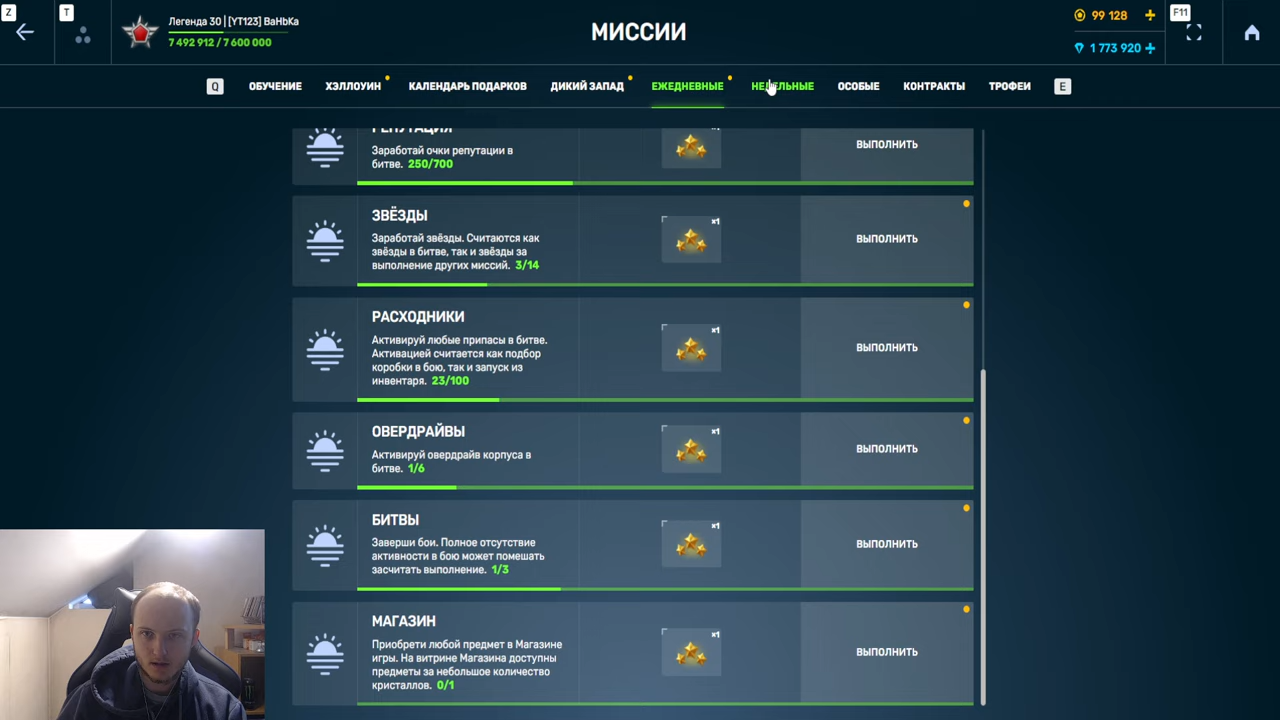 Z
T
Легенда 30 | [YT123] BaHbKa
7 492 912 / 7 600 000
МИССИИ
99 128
1 773 920
F11
Q
ОБУЧЕНИЕ
ХЭЛЛОУИН
КАЛЕНДАРЬ ПОДАРКОВ
ДИКИЙ ЗАПАД
ЕЖЕДНЕВНЫЕ
НЕДЕЛЬНЫЕ
ОСОБЫЕ
КОНТРАКТЫ
ТРОФЕИ
E
РЕПУТАЦИЯ
Заработай очки репутации в
битве. 250/700
x1
ВЫПОЛНИТЬ
ЗВЁЗДЫ
Заработай звёзды. Считаются как
звёзды в битве, так и звёзды за
выполнение других миссий. 3/14
x1
ВЫПОЛНИТЬ
РАСХОДНИКИ
Активируй любые припасы в битве.
Активацией считается как подбор
коробки в бою, так и запуск из
инвентаря. 23/100
x1
ВЫПОЛНИТЬ
ОВЕРДРАЙВЫ
Активируй овердрайв корпуса в
битве. 1/6
x1
ВЫПОЛНИТЬ
БИТВЫ
Заверши бои. Полное отсутствие
активности в бою может помешать
засчитать выполнение. 1/3
x1
ВЫПОЛНИТЬ
МАГАЗИН
Приобрети любой предмет в Магазине
игры. На витрине Магазина доступны
предметы за небольшое количество
кристаллов. 0/1
x1
ВЫПОЛНИТЬ